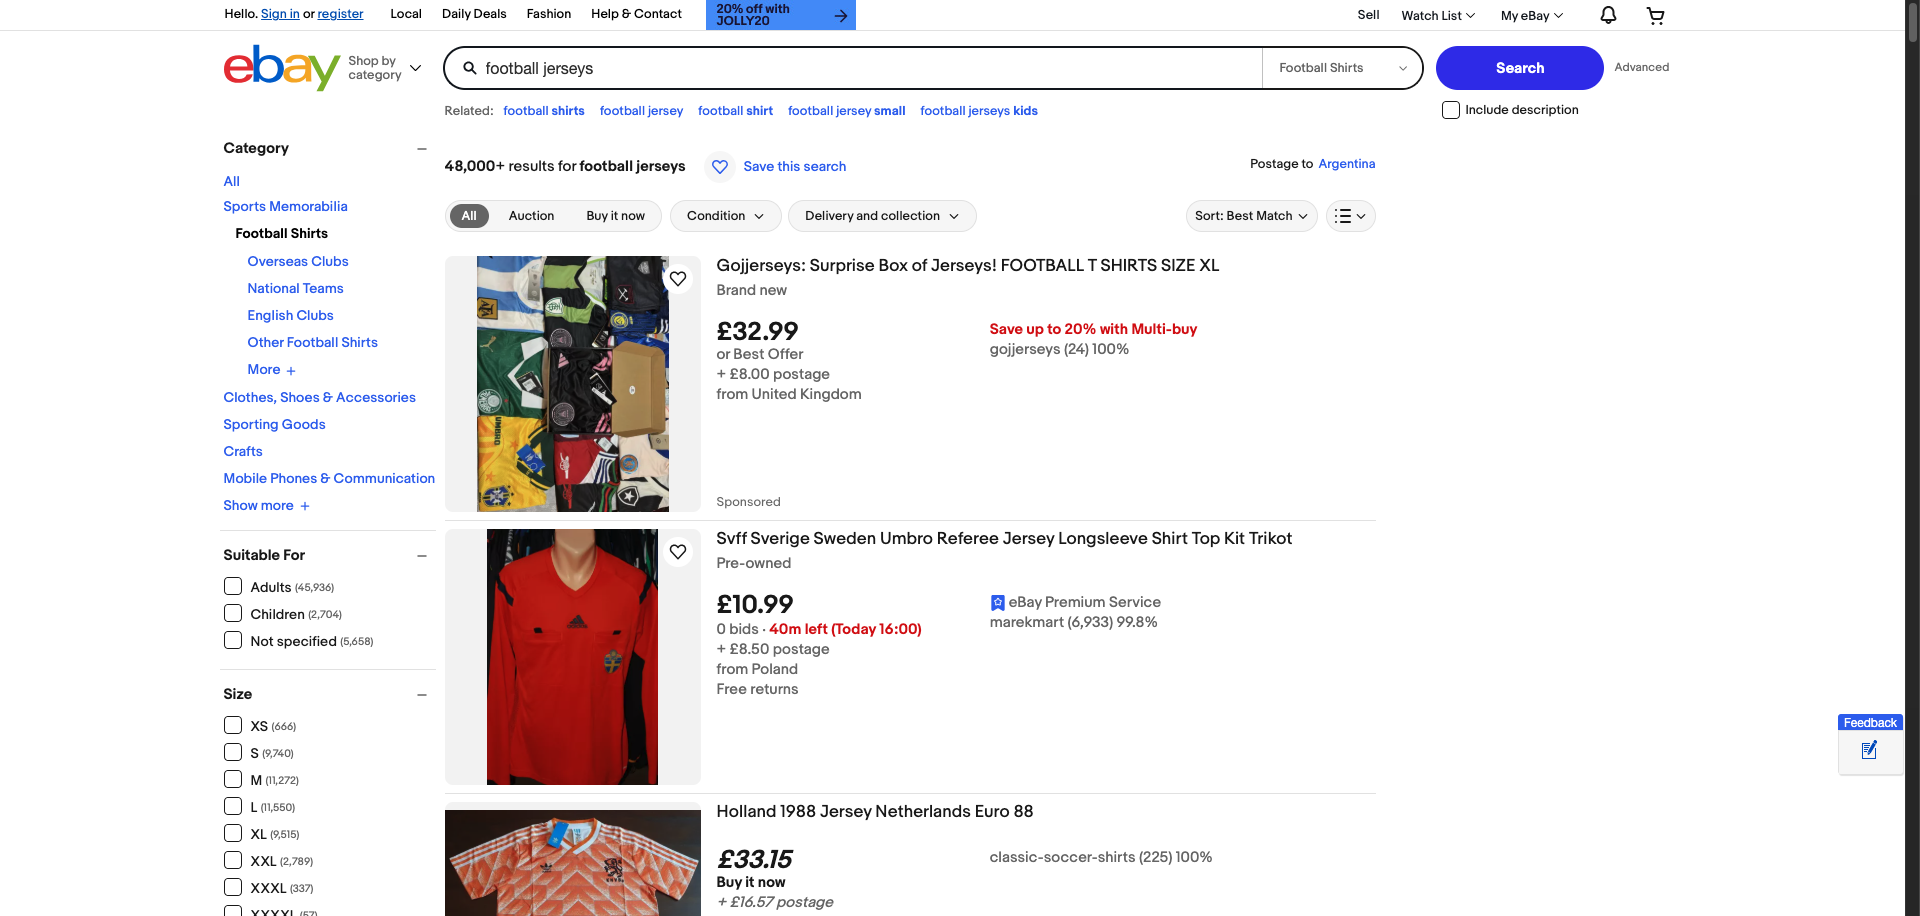 Hello. Sign in or register
Local
Daily Deals
Fashion
Help & Contact
20% off with JOLLY20
Sell
Watch List
My eBay
ebay
Shop by category
football jerseys
Football Shirts
Search
Advanced
Related: football shirts football jersey football shirt football jersey small football jerseys kids
Include description
Category
All
Sports Memorabilia
Football Shirts
Overseas Clubs
National Teams
English Clubs
Other Football Shirts
More
Clothes, Shoes & Accessories
Sporting Goods
Crafts
Mobile Phones & Communication
Show more
Suitable For
Adults (45,936)
Children (2,704)
Not specified (5,658)
Size
XS (666)
S (9,740)
M (11,272)
L (11,550)
XL (9,515)
XXL (2,789)
XXXL (337)
XXXXL (57)
48,000+ results for football jerseys
Save this search
Postage to Argentina
All
Auction
Buy it now
Condition
Delivery and collection
Sort: Best Match
Gojjerseys: Surprise Box of Jerseys! FOOTBALL T SHIRTS SIZE XL
Brand new
£32.99
or Best Offer
+ £8.00 postage
from United Kingdom
Save up to 20% with Multi-buy
gojjerseys (24) 100%
Sponsored
UMBRO
Svff Sverige Sweden Umbro Referee Jersey Longsleeve Shirt Top Kit Trikot
Pre-owned
£10.99
0 bids · 40m left (Today 16:00)
+ £8.50 postage
from Poland
Free returns
eBay Premium Service
marekmart (6,933) 99.8%
Holland 1988 Jersey Netherlands Euro 88
£33.15
Buy it now
+ £16.57 postage
classic-soccer-shirts (225) 100%
Feedback